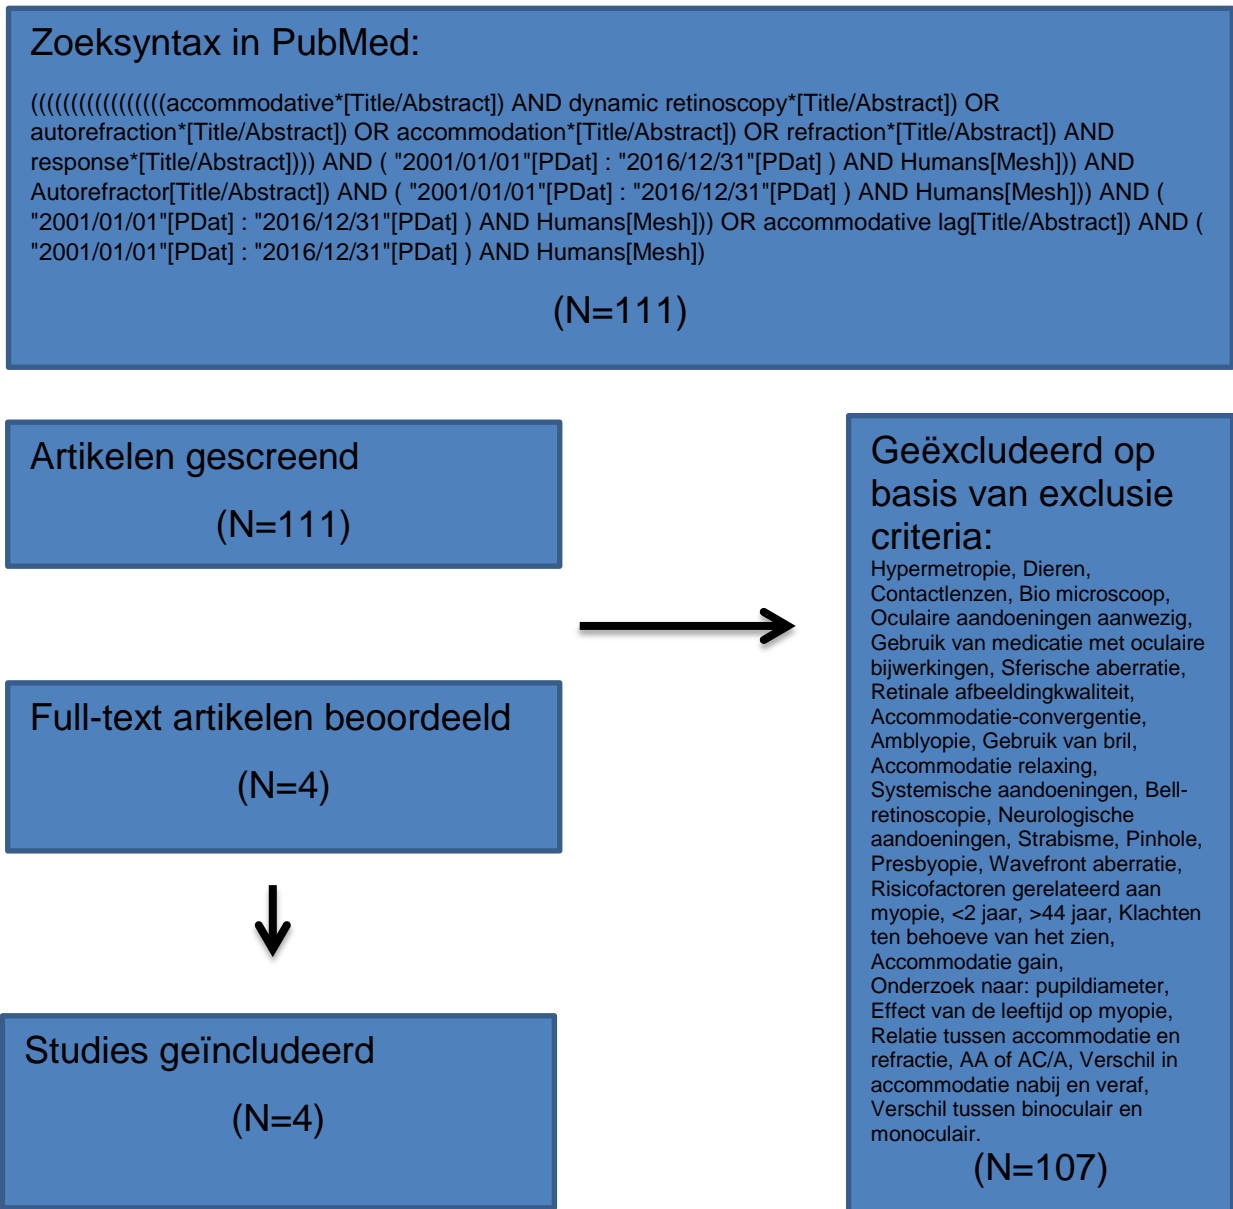 Zoeksyntax in PubMed:
(((((((((((((((((accommodative*[Title/Abstract]) AND dynamic retinoscopy*[Title/Abstract]) OR
autorefraction*[Title/Abstract]) OR accommodation*[Title/Abstract]) OR refraction*[Title/Abstract]) AND
response*[Title/Abstract]))) AND ( "2001/01/01"[PDat] : "2016/12/31"[PDat] ) AND Humans[Mesh])) AND
Autorefractor[Title/Abstract]) AND ( "2001/01/01"[PDat] : "2016/12/31"[PDat] ) AND Humans[Mesh])) AND (
"2001/01/01"[PDat] : "2016/12/31"[PDat] ) AND Humans[Mesh])) OR accommodative lag[Title/Abstract]) AND (
"2001/01/01"[PDat] : "2016/12/31"[PDat] ) AND Humans[Mesh])
(N=111)
Artikelen gescreend
(N=111)
Geëxcludeerd op
basis van exclusie
criteria:
Hypermetropie, Dieren,
Contactlenzen, Bio microscoop,
Oculaire aandoeningen aanwezig,
Gebruik van medicatie met oculaire
bijwerkingen, Sferische aberratie,
Retinale afbeeldingkwaliteit,
Accommodatie-convergentie,
Amblyopie, Gebruik van bril,
Accommodatie relaxing,
Systemische aandoeningen, Bell-
retinoscopie, Neurologische
aandoeningen, Strabisme, Pinhole,
Presbyopie, Wavefront aberratie,
Risicofactoren gerelateerd aan
myopie, <2 jaar, >44 jaar, Klachten
ten behoeve van het zien,
Accommodatie gain,
Onderzoek naar: pupildiameter,
Effect van de leeftijd op myopie,
Relatie tussen accommodatie en
refractie, AA of AC/A, Verschil in
accommodatie nabij en veraf,
Verschil tussen binoculair en
monoculair.
(N=107)
Full-text artikelen beoordeeld
(N=4)
Studies geïncludeerd
(N=4)